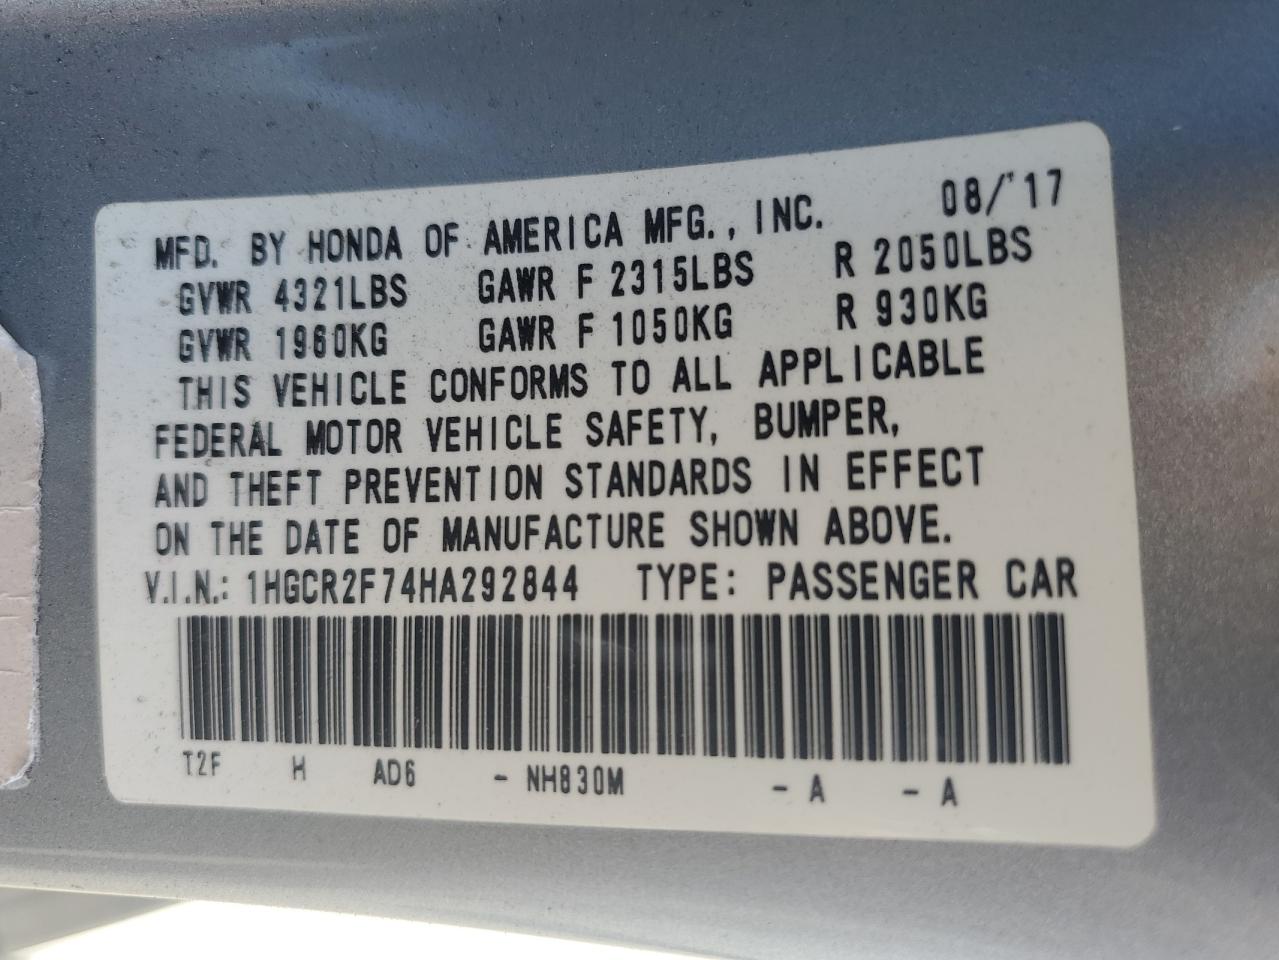 MFD. BY HONDA OF AMERICA MFG., INC. 08/'17
GVWR 4321LBS GAWR F 2315LBS R 2050LBS
GVWR 1960KG GAWR F 1050KG R 930KG
THIS VEHICLE CONFORMS TO ALL APPLICABLE
FEDERAL MOTOR VEHICLE SAFETY, BUMPER,
AND THEFT PREVENTION STANDARDS IN EFFECT
ON THE DATE OF MANUFACTURE SHOWN ABOVE.
V.I.N.: 1HGCR2F74HA292844 TYPE: PASSENGER CAR
T2F H AD6 - NH830M - A - A